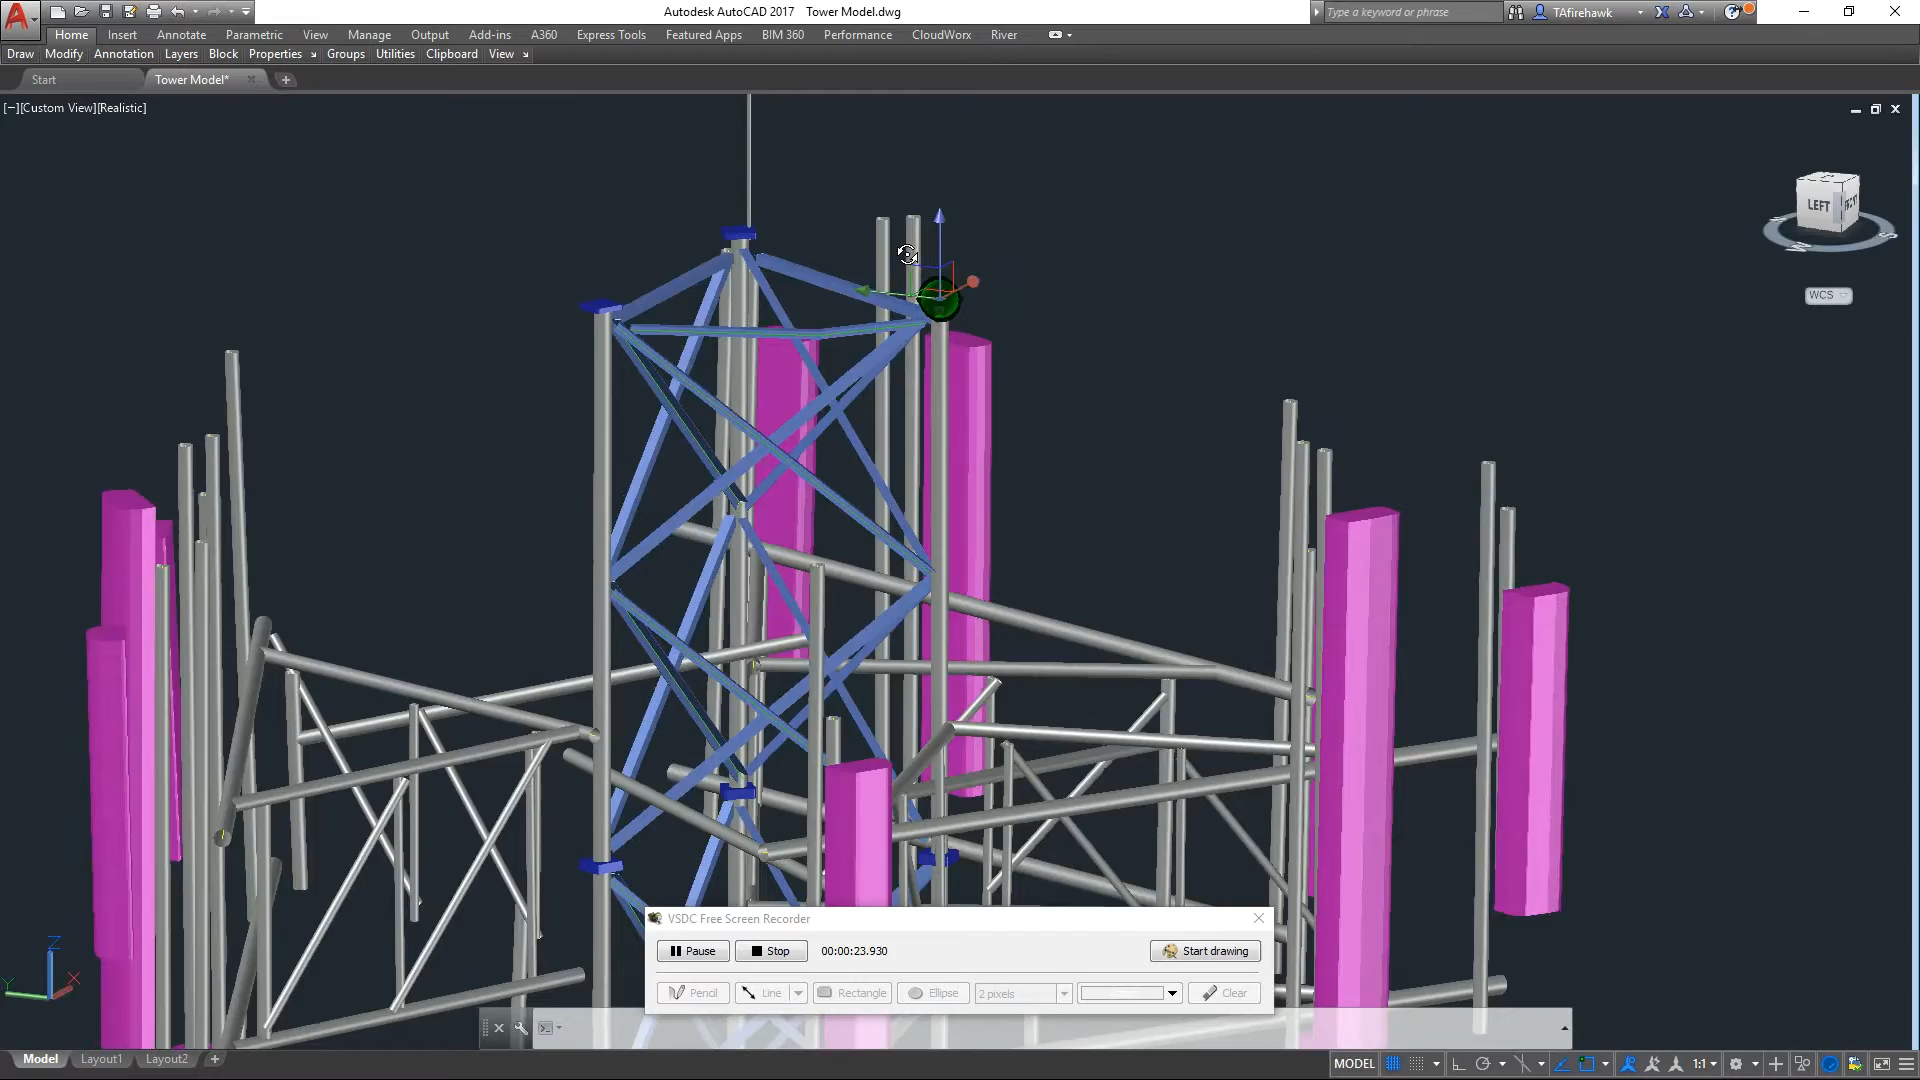 Autodesk AutoCAD 2017 Tower Model.dwg
Type a keyword or phrase
TAfirehawk
Home Insert Annotate Parametric View Manage Output Add-ins A360 Express Tools Featured Apps BIM 360 Performance CloudWorx River
Draw Modify Annotation Layers Block Properties Groups Utilities Clipboard View
Start Tower Model*
[−][Custom View][Realistic]
LEFT FRONT
W S
WCS
VSDC Free Screen Recorder
Pause Stop 00:00:23.930 Start drawing
Pencil Line Rectangle Ellipse 2 pixels Clear
Z
Y X
Model Layout1 Layout2
MODEL 1:1